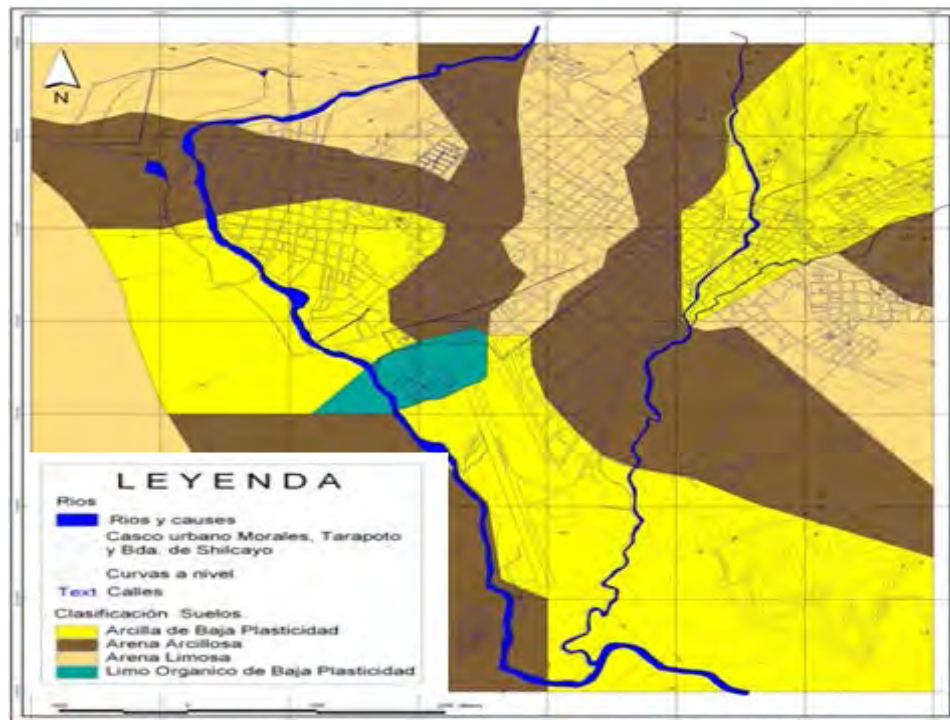 N
LEYENDA
Rios
Rios y causes
Casco urbano Morales, Tarapoto
y Bda. de Shilcayo
Curvas a nivel
Text Calles
Clasificación Suelos.
Arcilla de Baja Plasticidad
Arena Arcillosa
Arena Limosa
Limo Organico de Baja Plasticidad